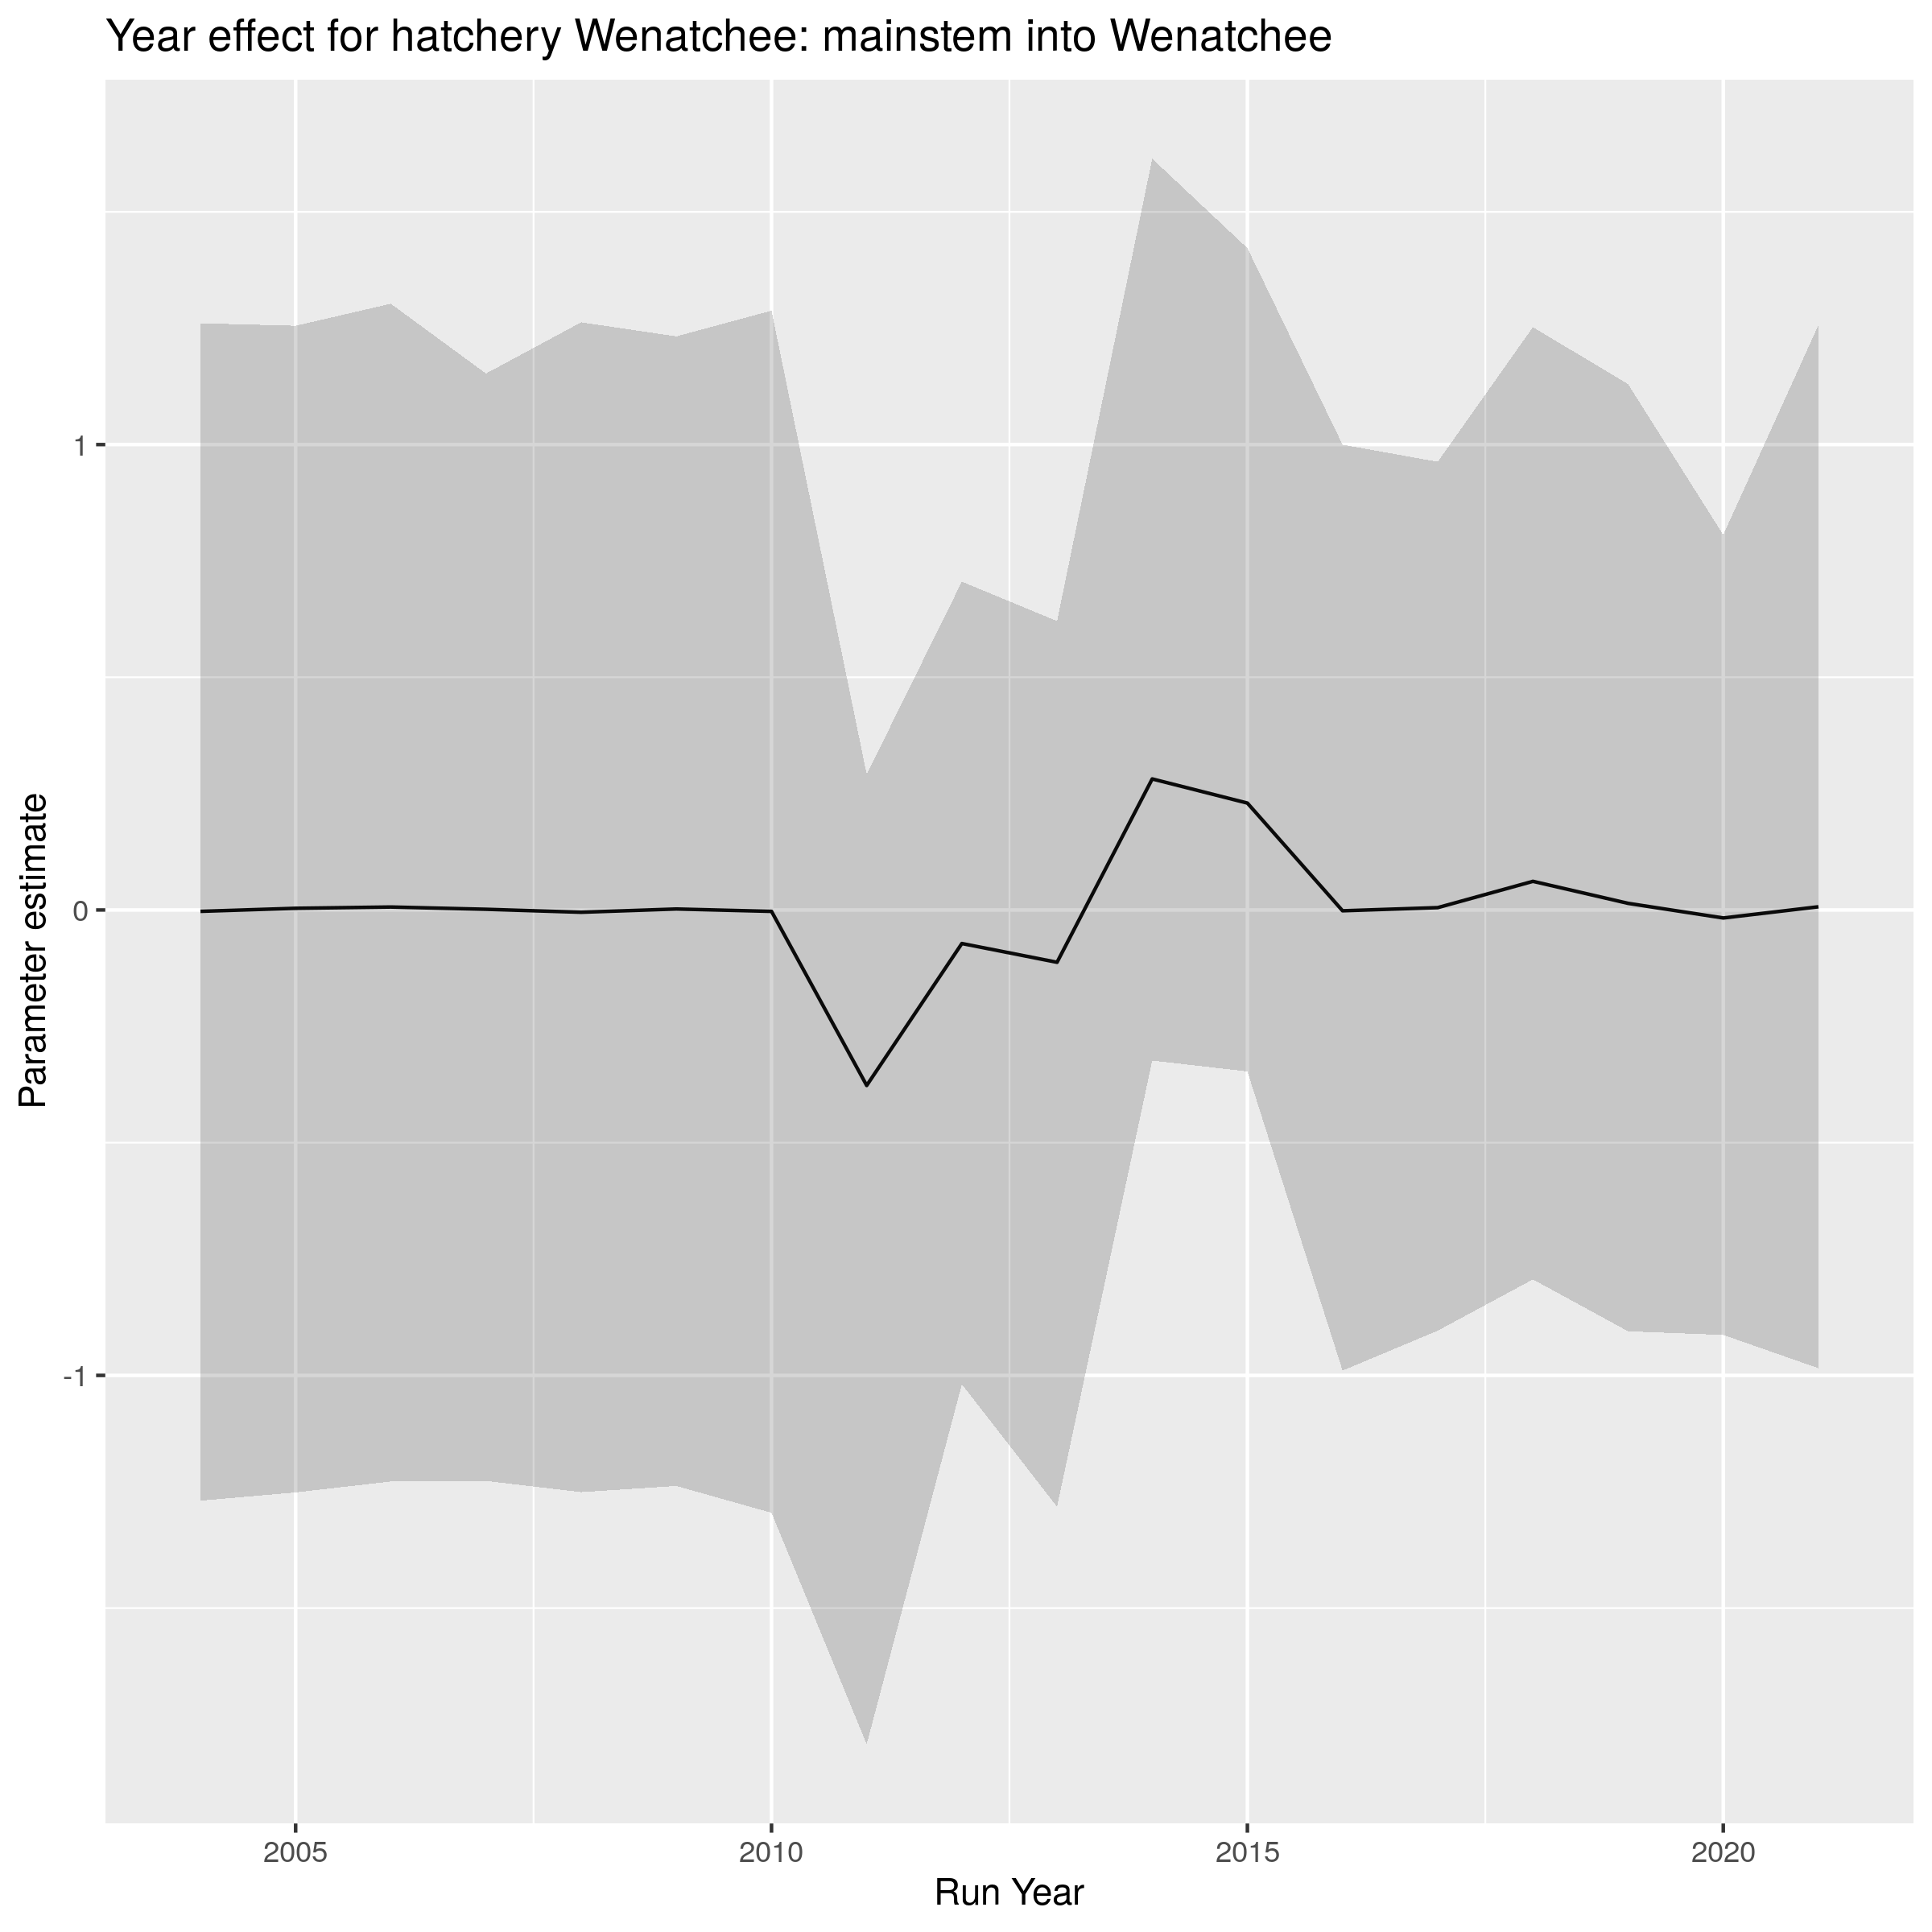 Year effect for hatchery Wenatchee: mainstem into Wenatchee
Parameter estimate
1
0
-1
2005 2010 2015 2020
Run Year